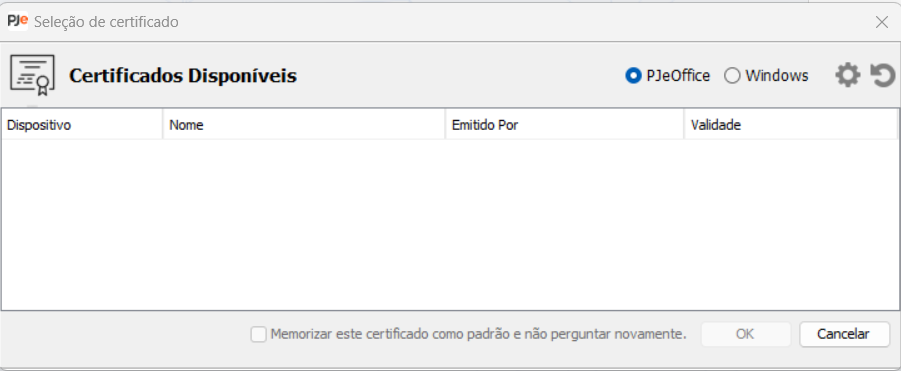 PJe Seleção de certificado
Certificados Disponíveis PJeOffice Windows
Dispositivo Nome Emitido Por Validade
Memorizar este certificado como padrão e não perguntar novamente. OK Cancelar